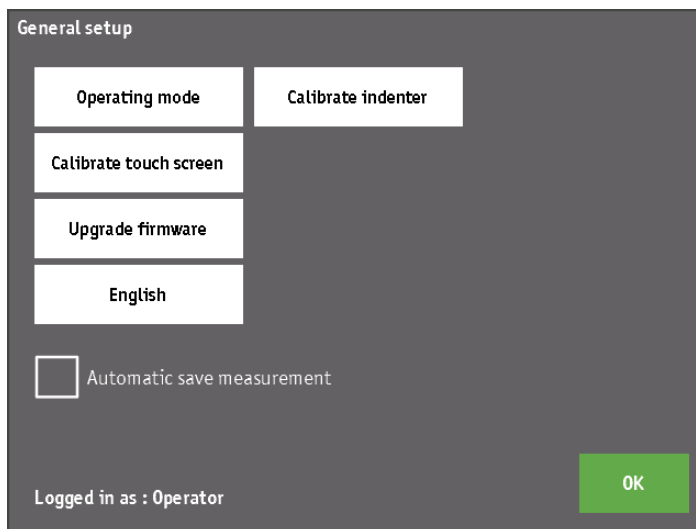 General setup
Operating mode
Calibrate indenter
Calibrate touch screen
Upgrade firmware
English
Automatic save measurement
Logged in as : Operator
OK